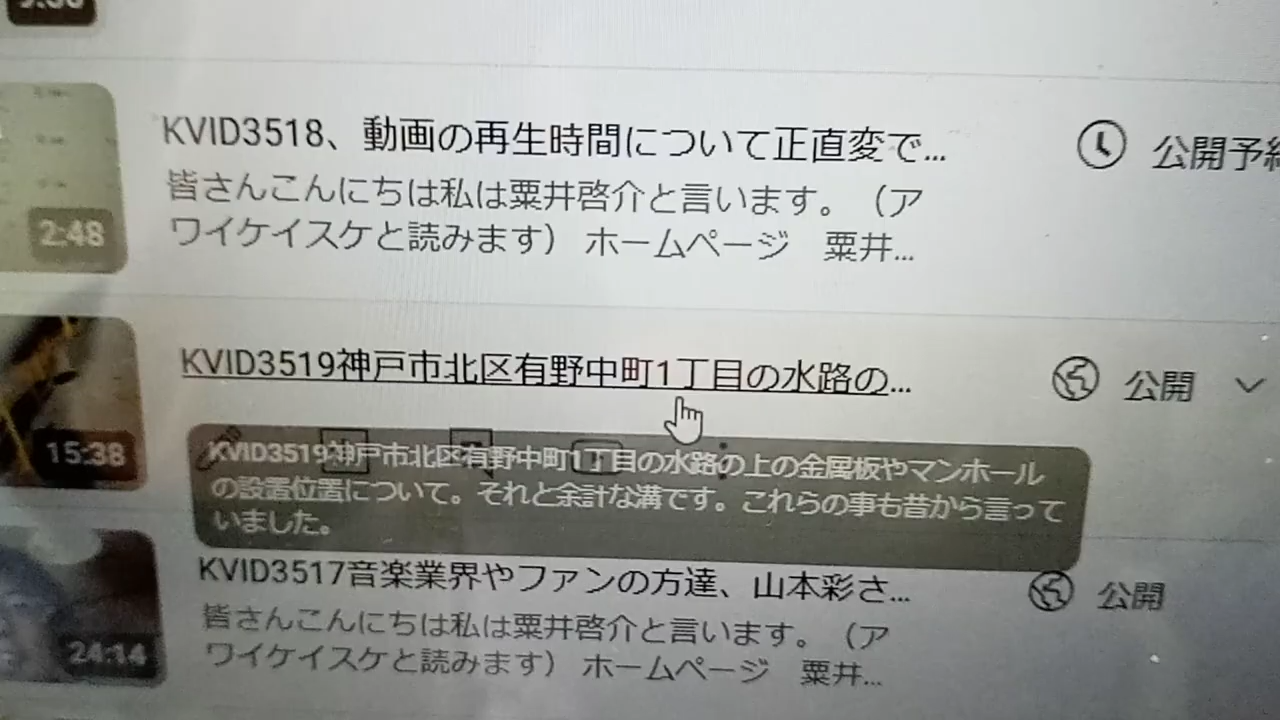 KVID3518、動画の再生時間について正直変で...
公開予約
皆さんこんにちは私は粟井啓介と言います。（ア
ワイケイスケと読みます） ホームページ 粟井...
2:48
KVID3519神戸市北区有野中町1丁目の水路の...
公開
15:38
KVID3519神戸市北区有野中町1丁目の水路の上の金属板やマンホール
の設置位置について。それと余計な溝です。これらの事も昔から言って
いました。
KVID3517音楽業界やファンの方達、山本彩さ...
公開
皆さんこんにちは私は粟井啓介と言います。（ア
ワイケイスケと読みます） ホームページ 粟井...
24:14